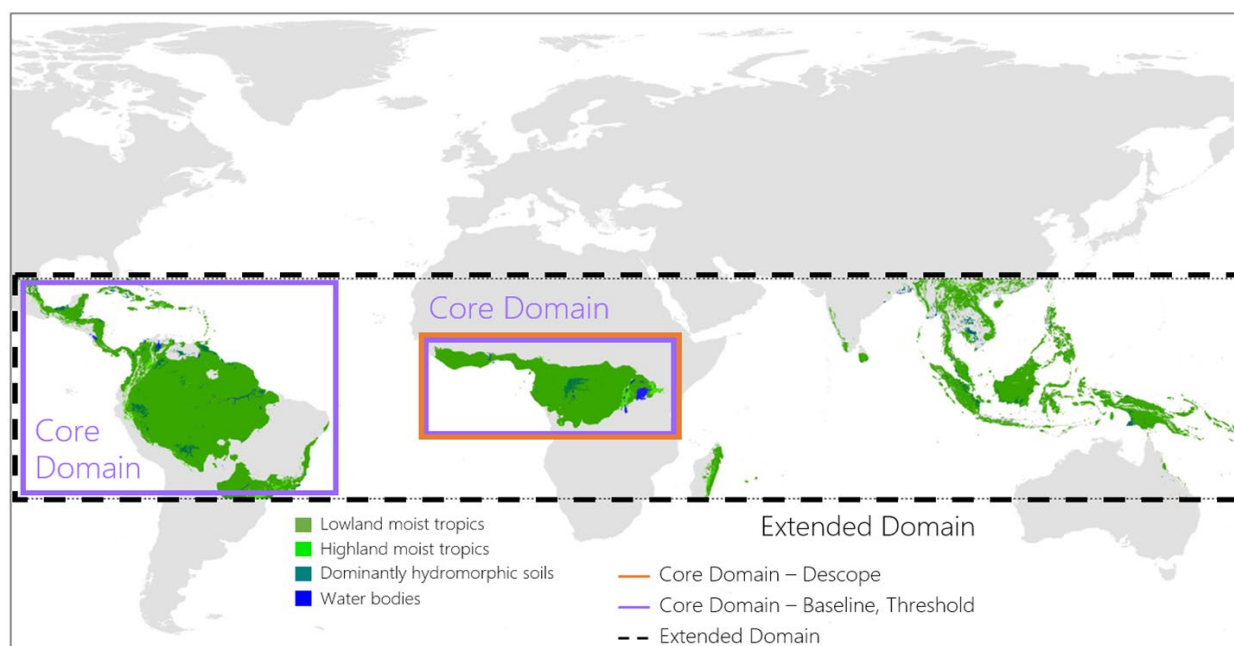 Core Domain
Core
Domain
Lowland moist tropics
Highland moist tropics
Dominantly hydromorphic soils
Water bodies
Extended Domain
Core Domain – Descope
Core Domain – Baseline, Threshold
Extended Domain